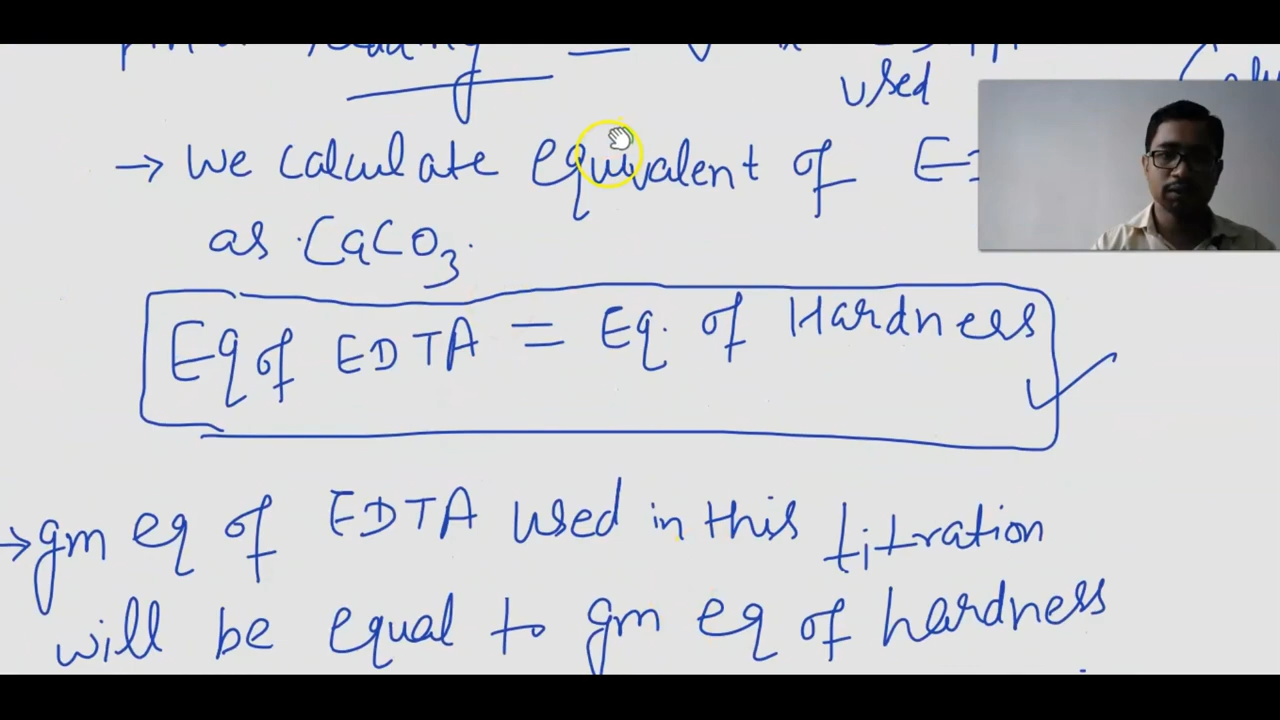 used
→ We calculate equivalent of
as CaCO3.
Eq of EDTA = Eq. of Hardness
→ gm eq of EDTA used in this titration
will be equal to gm eq of hardness